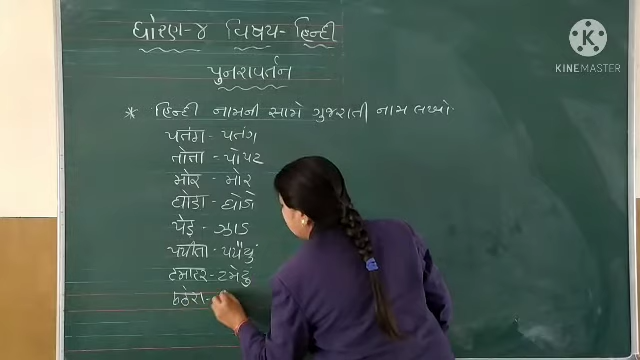 ધોરણ-૪ વિષય- हिन्दी
પુનરાવર્તન
* हिन्दी નામની સામે ગુજરાતી નામ લખો.
पतंग - પતંગ
तोता - પોપટ
मोर - મોર
घोडा - ઘોડો
पेड - ઝાડ
पपीता - પપૈયું
टमाटर - ટમેટું
KINEMASTER